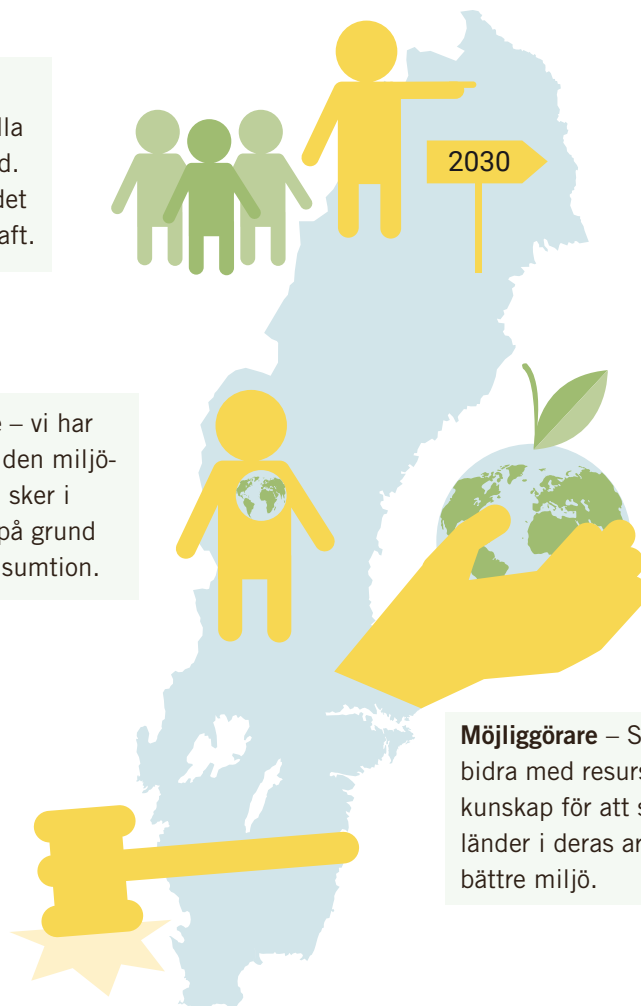 lla
d.
det
aft.
2030
e – vi har
den miljö-
sker i
på grund
sumtion.
Möjliggörare – S
bidra med resurs
kunskap för att s
länder i deras ar
bättre miljö.